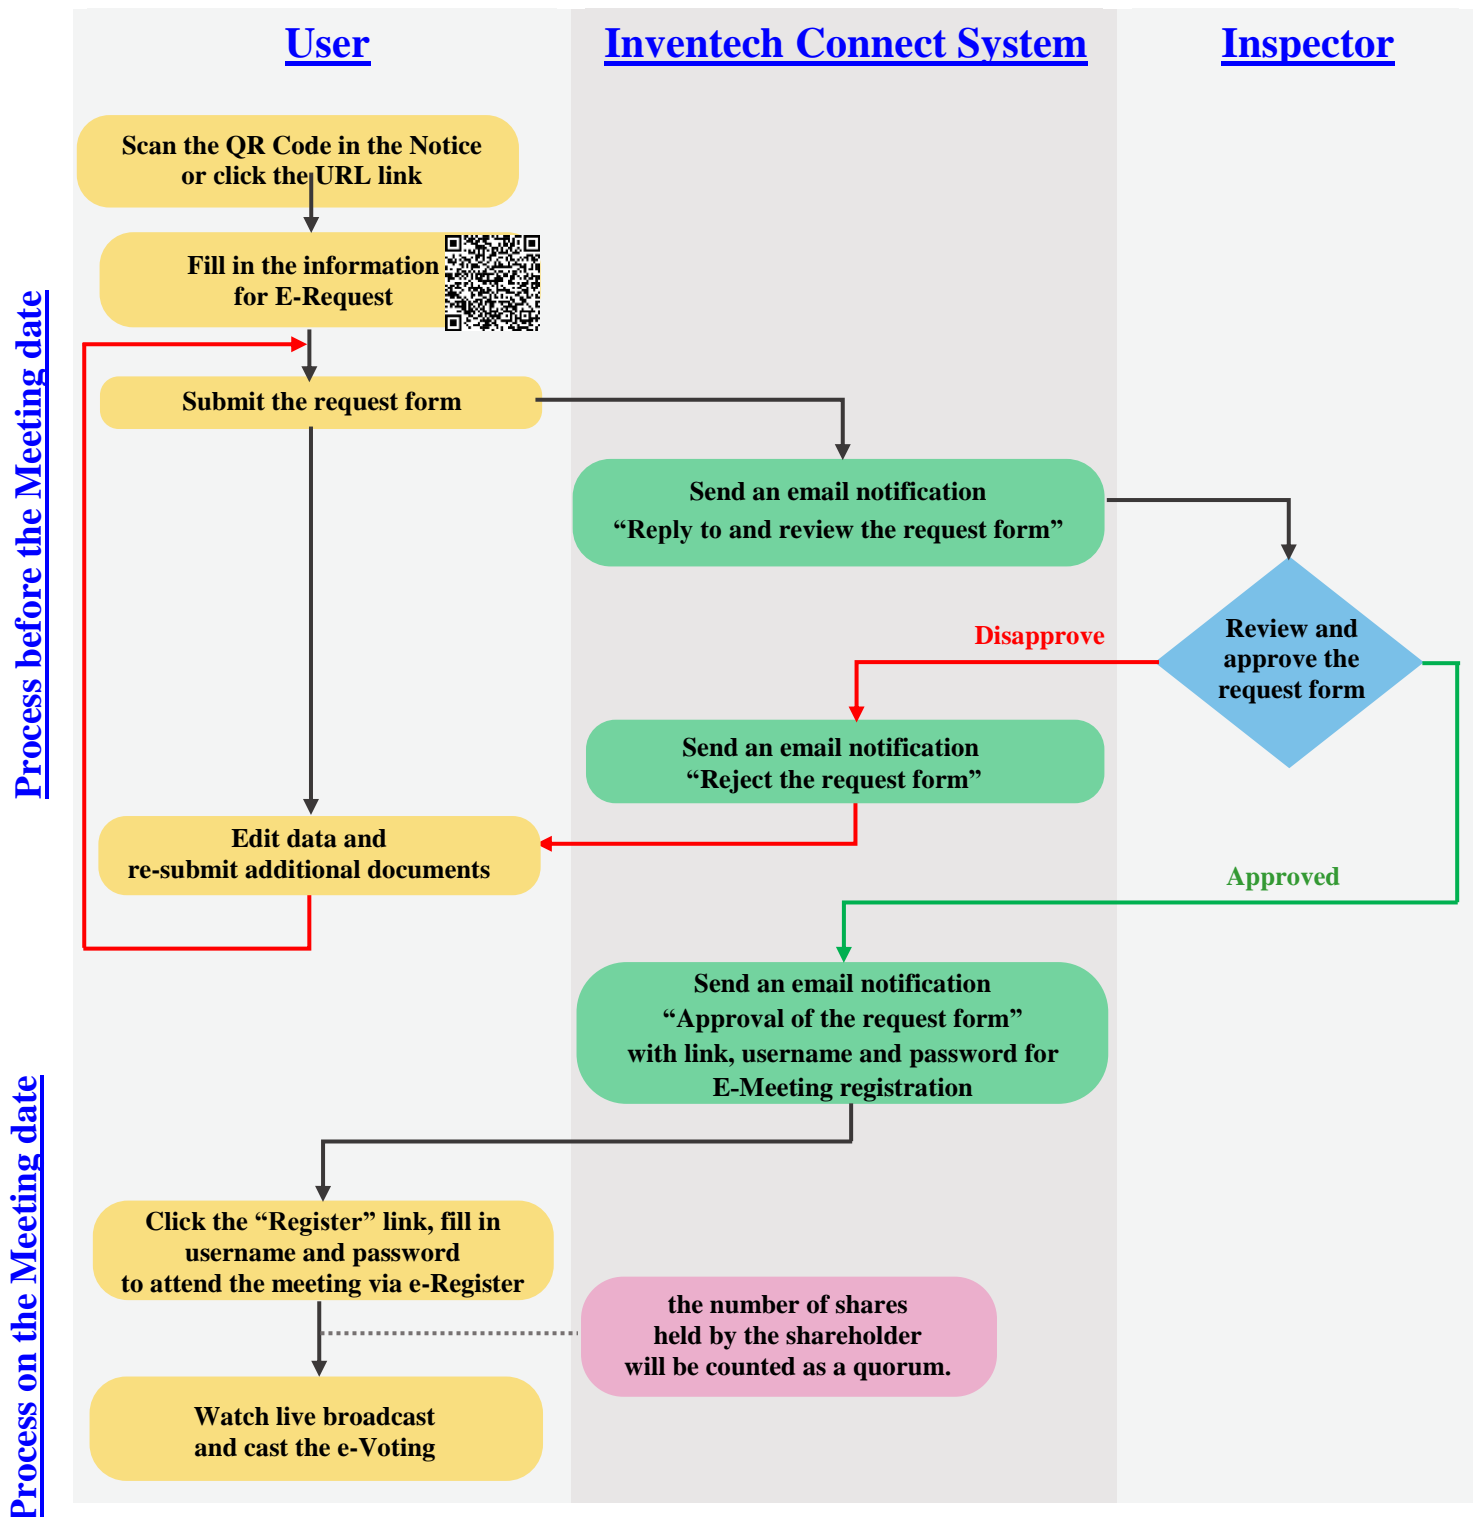 User
Inventech Connect System
Inspector
Process before the Meeting date
Scan the QR Code in the Notice
or click the URL link
Fill in the information
for E-Request
Submit the request form
Send an email notification
“Reply to and review the request form”
Review and
approve the
request form
Disapprove
Send an email notification
“Reject the request form”
Edit data and
re-submit additional documents
Approved
Send an email notification
“Approval of the request form”
with link, username and password for
E-Meeting registration
Process on the Meeting date
Click the “Register” link, fill in
username and password
to attend the meeting via e-Register
the number of shares
held by the shareholder
will be counted as a quorum.
Watch live broadcast
and cast the e-Voting